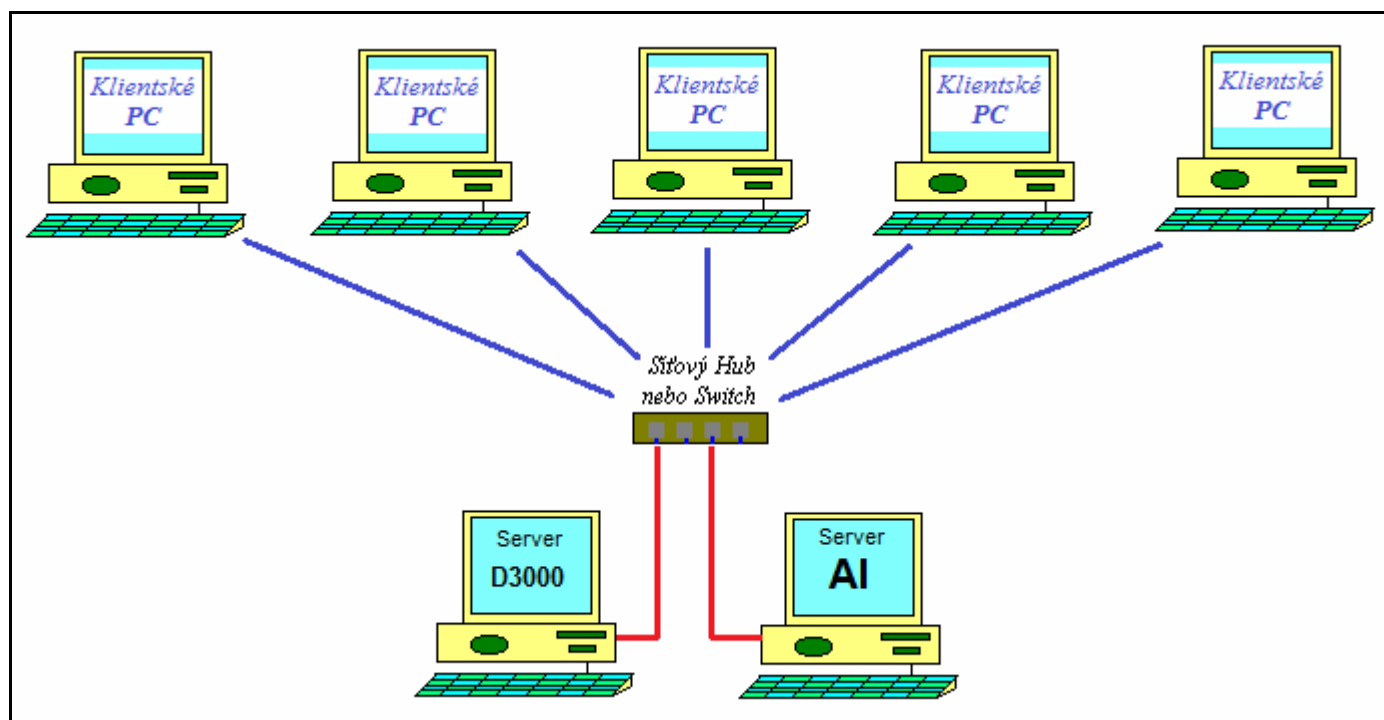 Klientské
PC
Klientské
PC
Klientské
PC
Klientské
PC
Klientské
PC
Síťový Hub
nebo Switch
Server
D3000
Server
AI